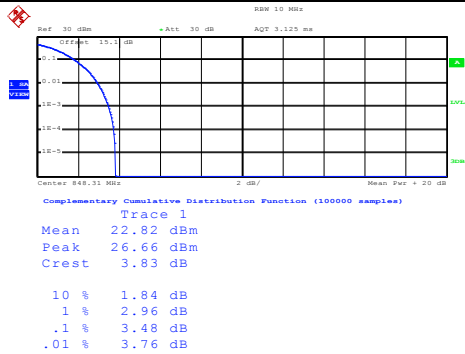 RBW 10 MHz
Ref 30 dBm Att 30 dB AQT 3.125 ms
Offset 15.1 dB
0.1
A
0.01
1 SA
VIEW
1E-3
LVL
1E-4
1E-5
3DB
Center 848.31 MHz 2 dB/ Mean Pwr + 20 dB
Complementary Cumulative Distribution Function (100000 samples)
Trace 1
Mean 22.82 dBm
Peak 26.66 dBm
Crest 3.83 dB
10 % 1.84 dB
1 % 2.96 dB
.1 % 3.48 dB
.01 % 3.76 dB